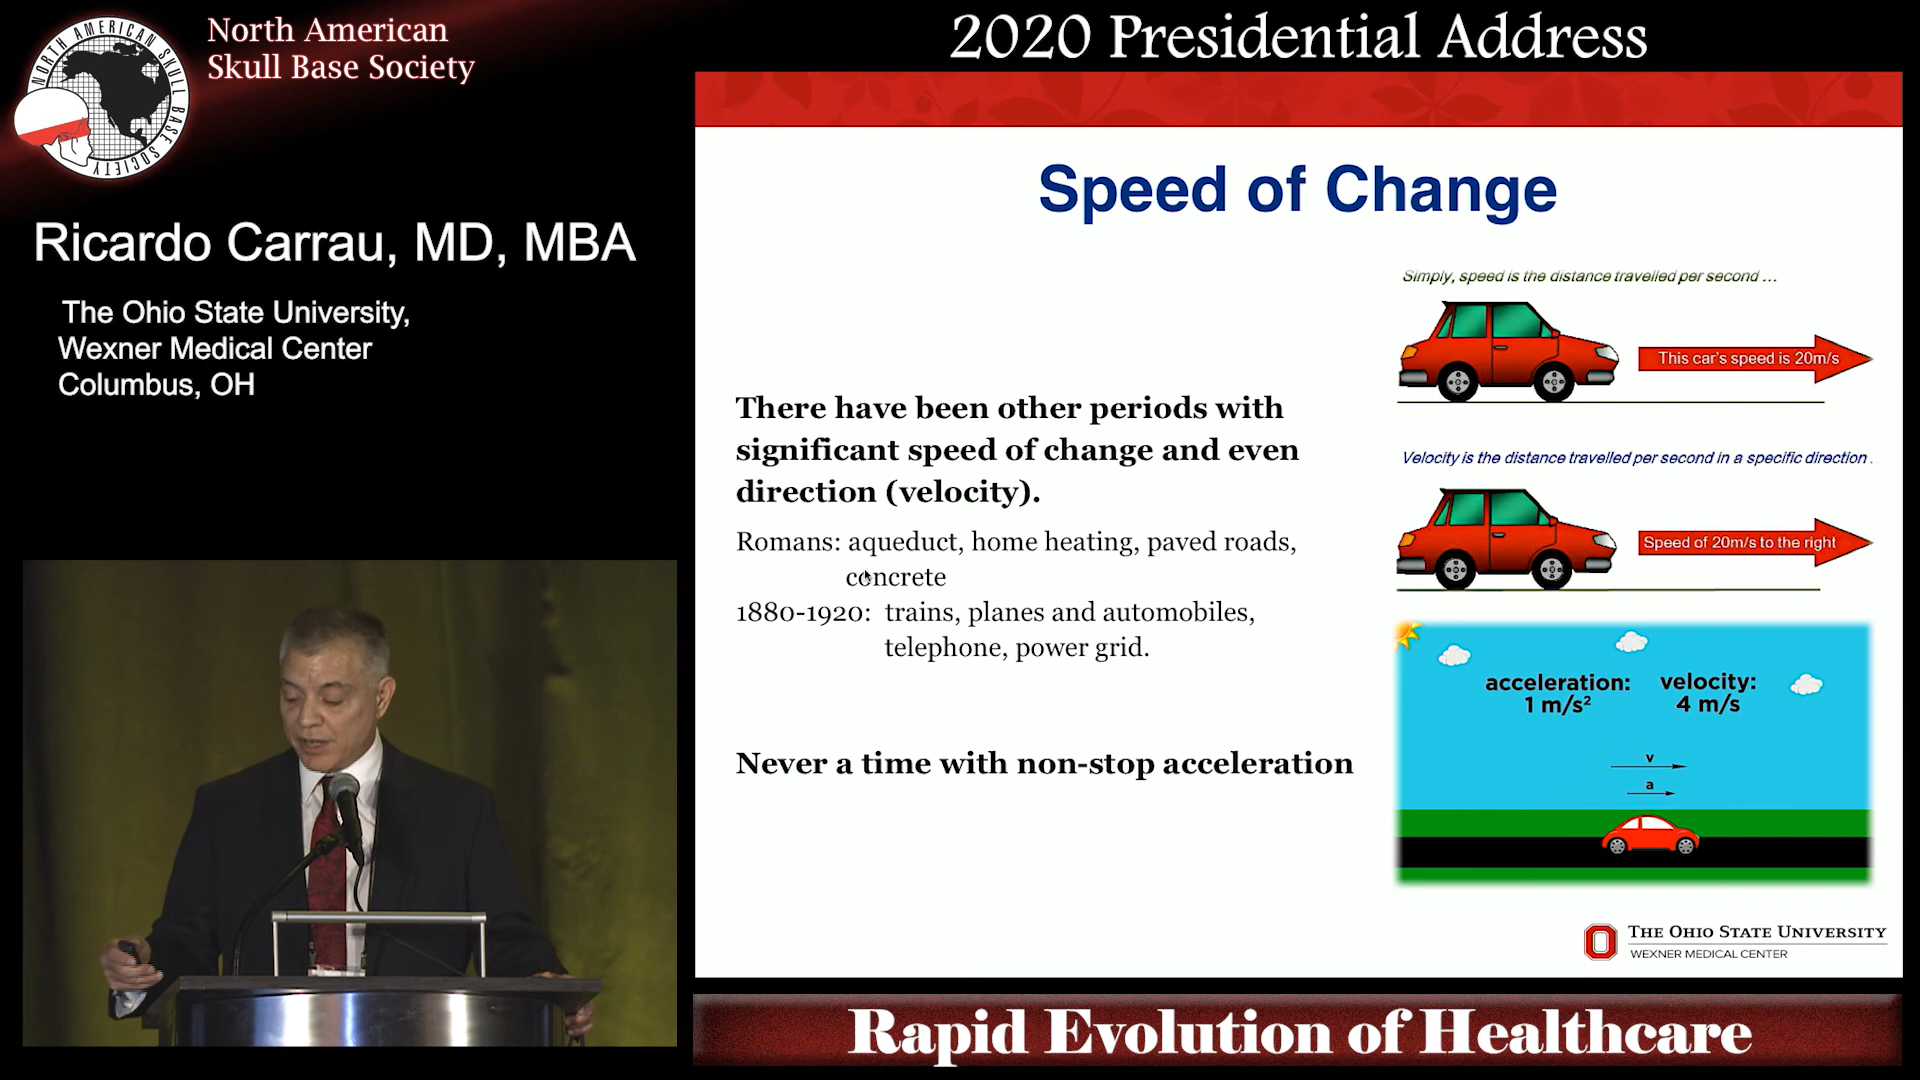 North American
Skull Base Society
NORTH AMERICAN SKULL BASE SOCIETY
2020 Presidential Address
Ricardo Carrau, MD, MBA
The Ohio State University,
Wexner Medical Center
Columbus, OH
Speed of Change
There have been other periods with
significant speed of change and even
direction (velocity).
Romans: aqueduct, home heating, paved roads,
concrete
1880-1920: trains, planes and automobiles,
telephone, power grid.
Never a time with non-stop acceleration
Simply, speed is the distance travelled per second ...
This car's speed is 20m/s
Velocity is the distance travelled per second in a specific direction .
Speed of 20m/s to the right
acceleration:
1 m/s²
velocity:
4 m/s
v
a
THE OHIO STATE UNIVERSITY
WEXNER MEDICAL CENTER
Rapid Evolution of Healthcare